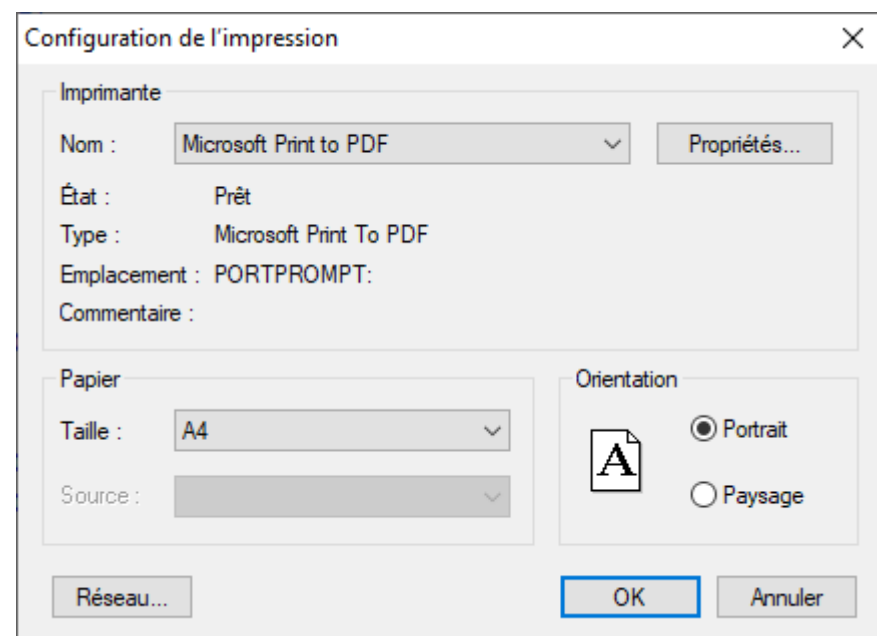 Configuration de l’impression
Imprimante
Nom : Microsoft Print to PDF Propriétés...
État : Prêt
Type : Microsoft Print To PDF
Emplacement : PORTPROMPT:
Commentaire :
Papier
Taille : A4
Source :
Orientation
A
Portrait
Paysage
Réseau... OK Annuler